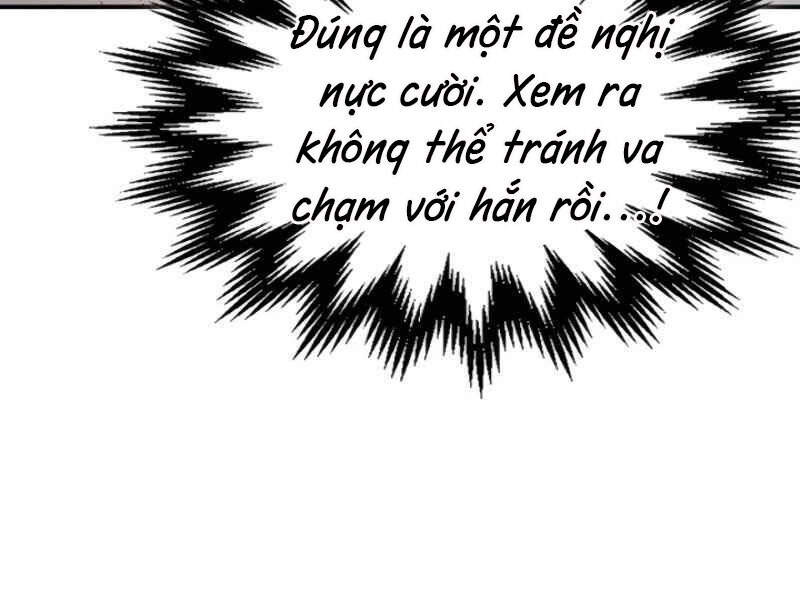 Đúng là một đề nghị
nực cười. Xem ra
không thể tránh va
chạm với hắn rồi...!